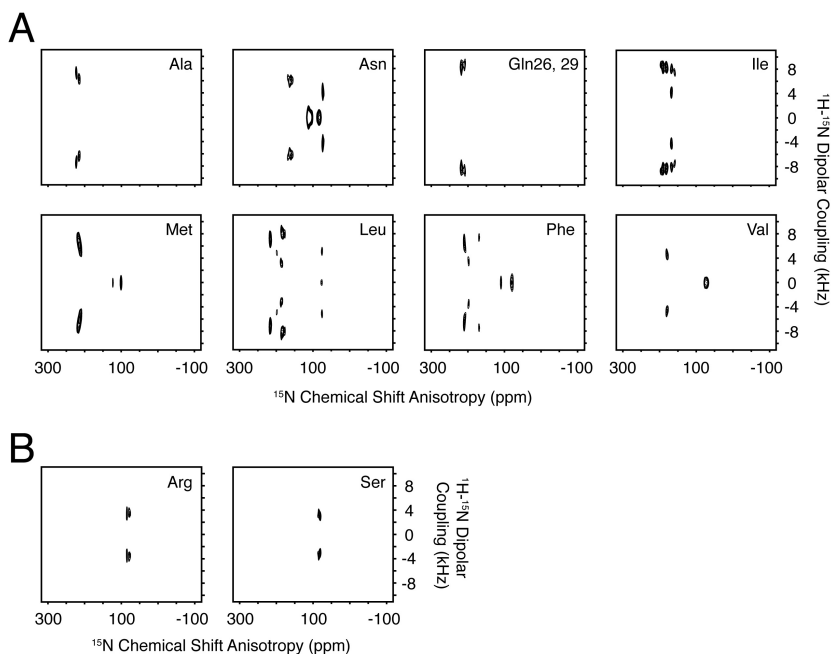 A
Ala
Asn
Gln26, 29
Ile
8
4
0
-4
-8
Met
Leu
Phe
Val
8
4
0
-4
-8
¹H-¹⁵N Dipolar Coupling (kHz)
300 100 -100
300 100 -100
300 100 -100
300 100 -100
¹⁵N Chemical Shift Anisotropy (ppm)
B
Arg
Ser
8
4
0
-4
-8
¹H-¹⁵N Dipolar
Coupling (kHz)
300 100 -100
300 100 -100
¹⁵N Chemical Shift Anisotropy (ppm)